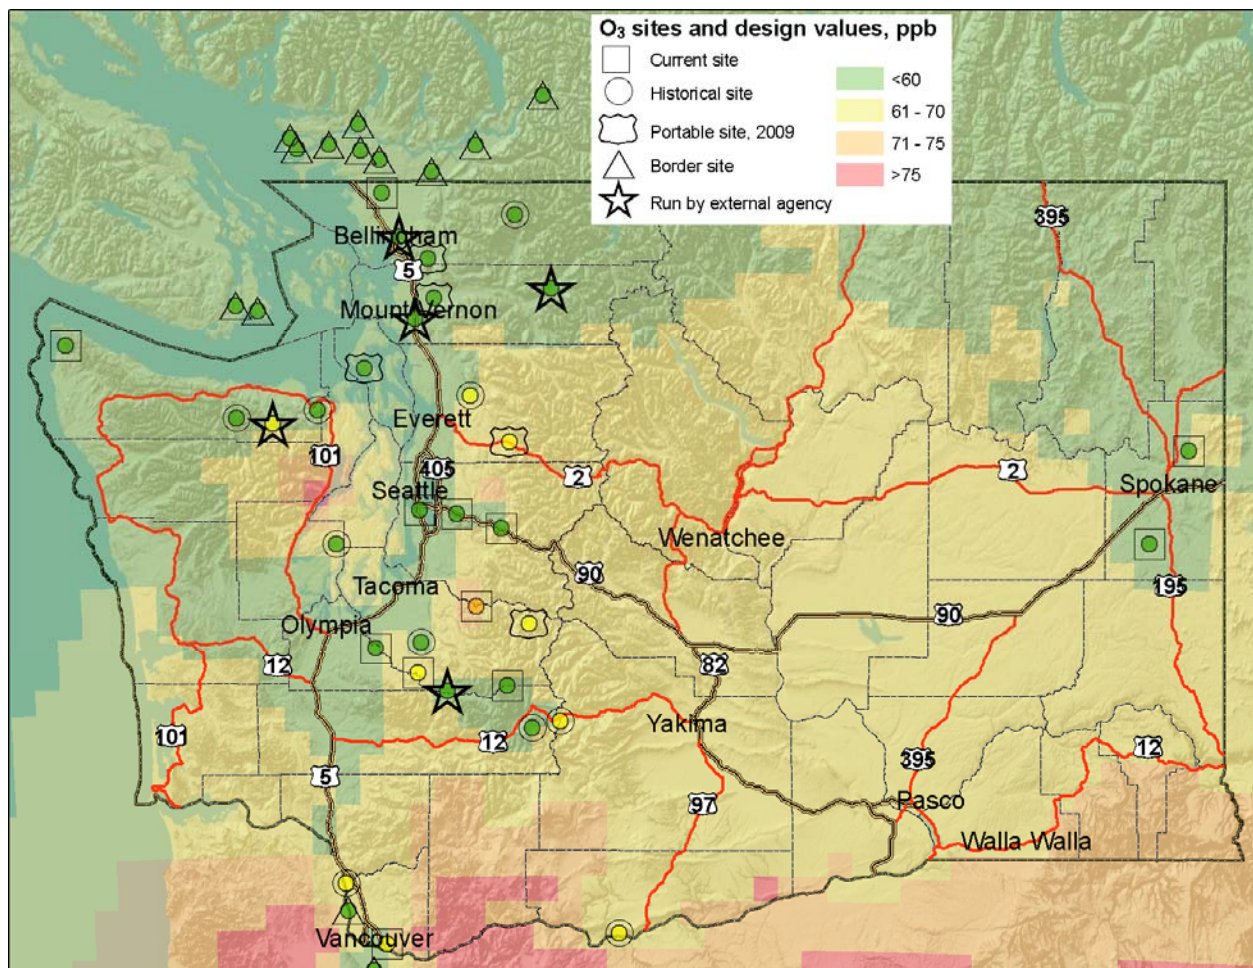 O₃ sites and design values, ppb
Current site
Historical site
Portable site, 2009
Border site
Run by external agency
<60
61 - 70
71 - 75
>75
395
Bellingham
5
Mount Vernon
Everett
101
405
2
2
Seattle
Spokane
Wenatchee
90
Tacoma
195
90
Olympia
12
82
Yakima
101
12
12
5
395
97
Pasco
Walla Walla
Vancouver